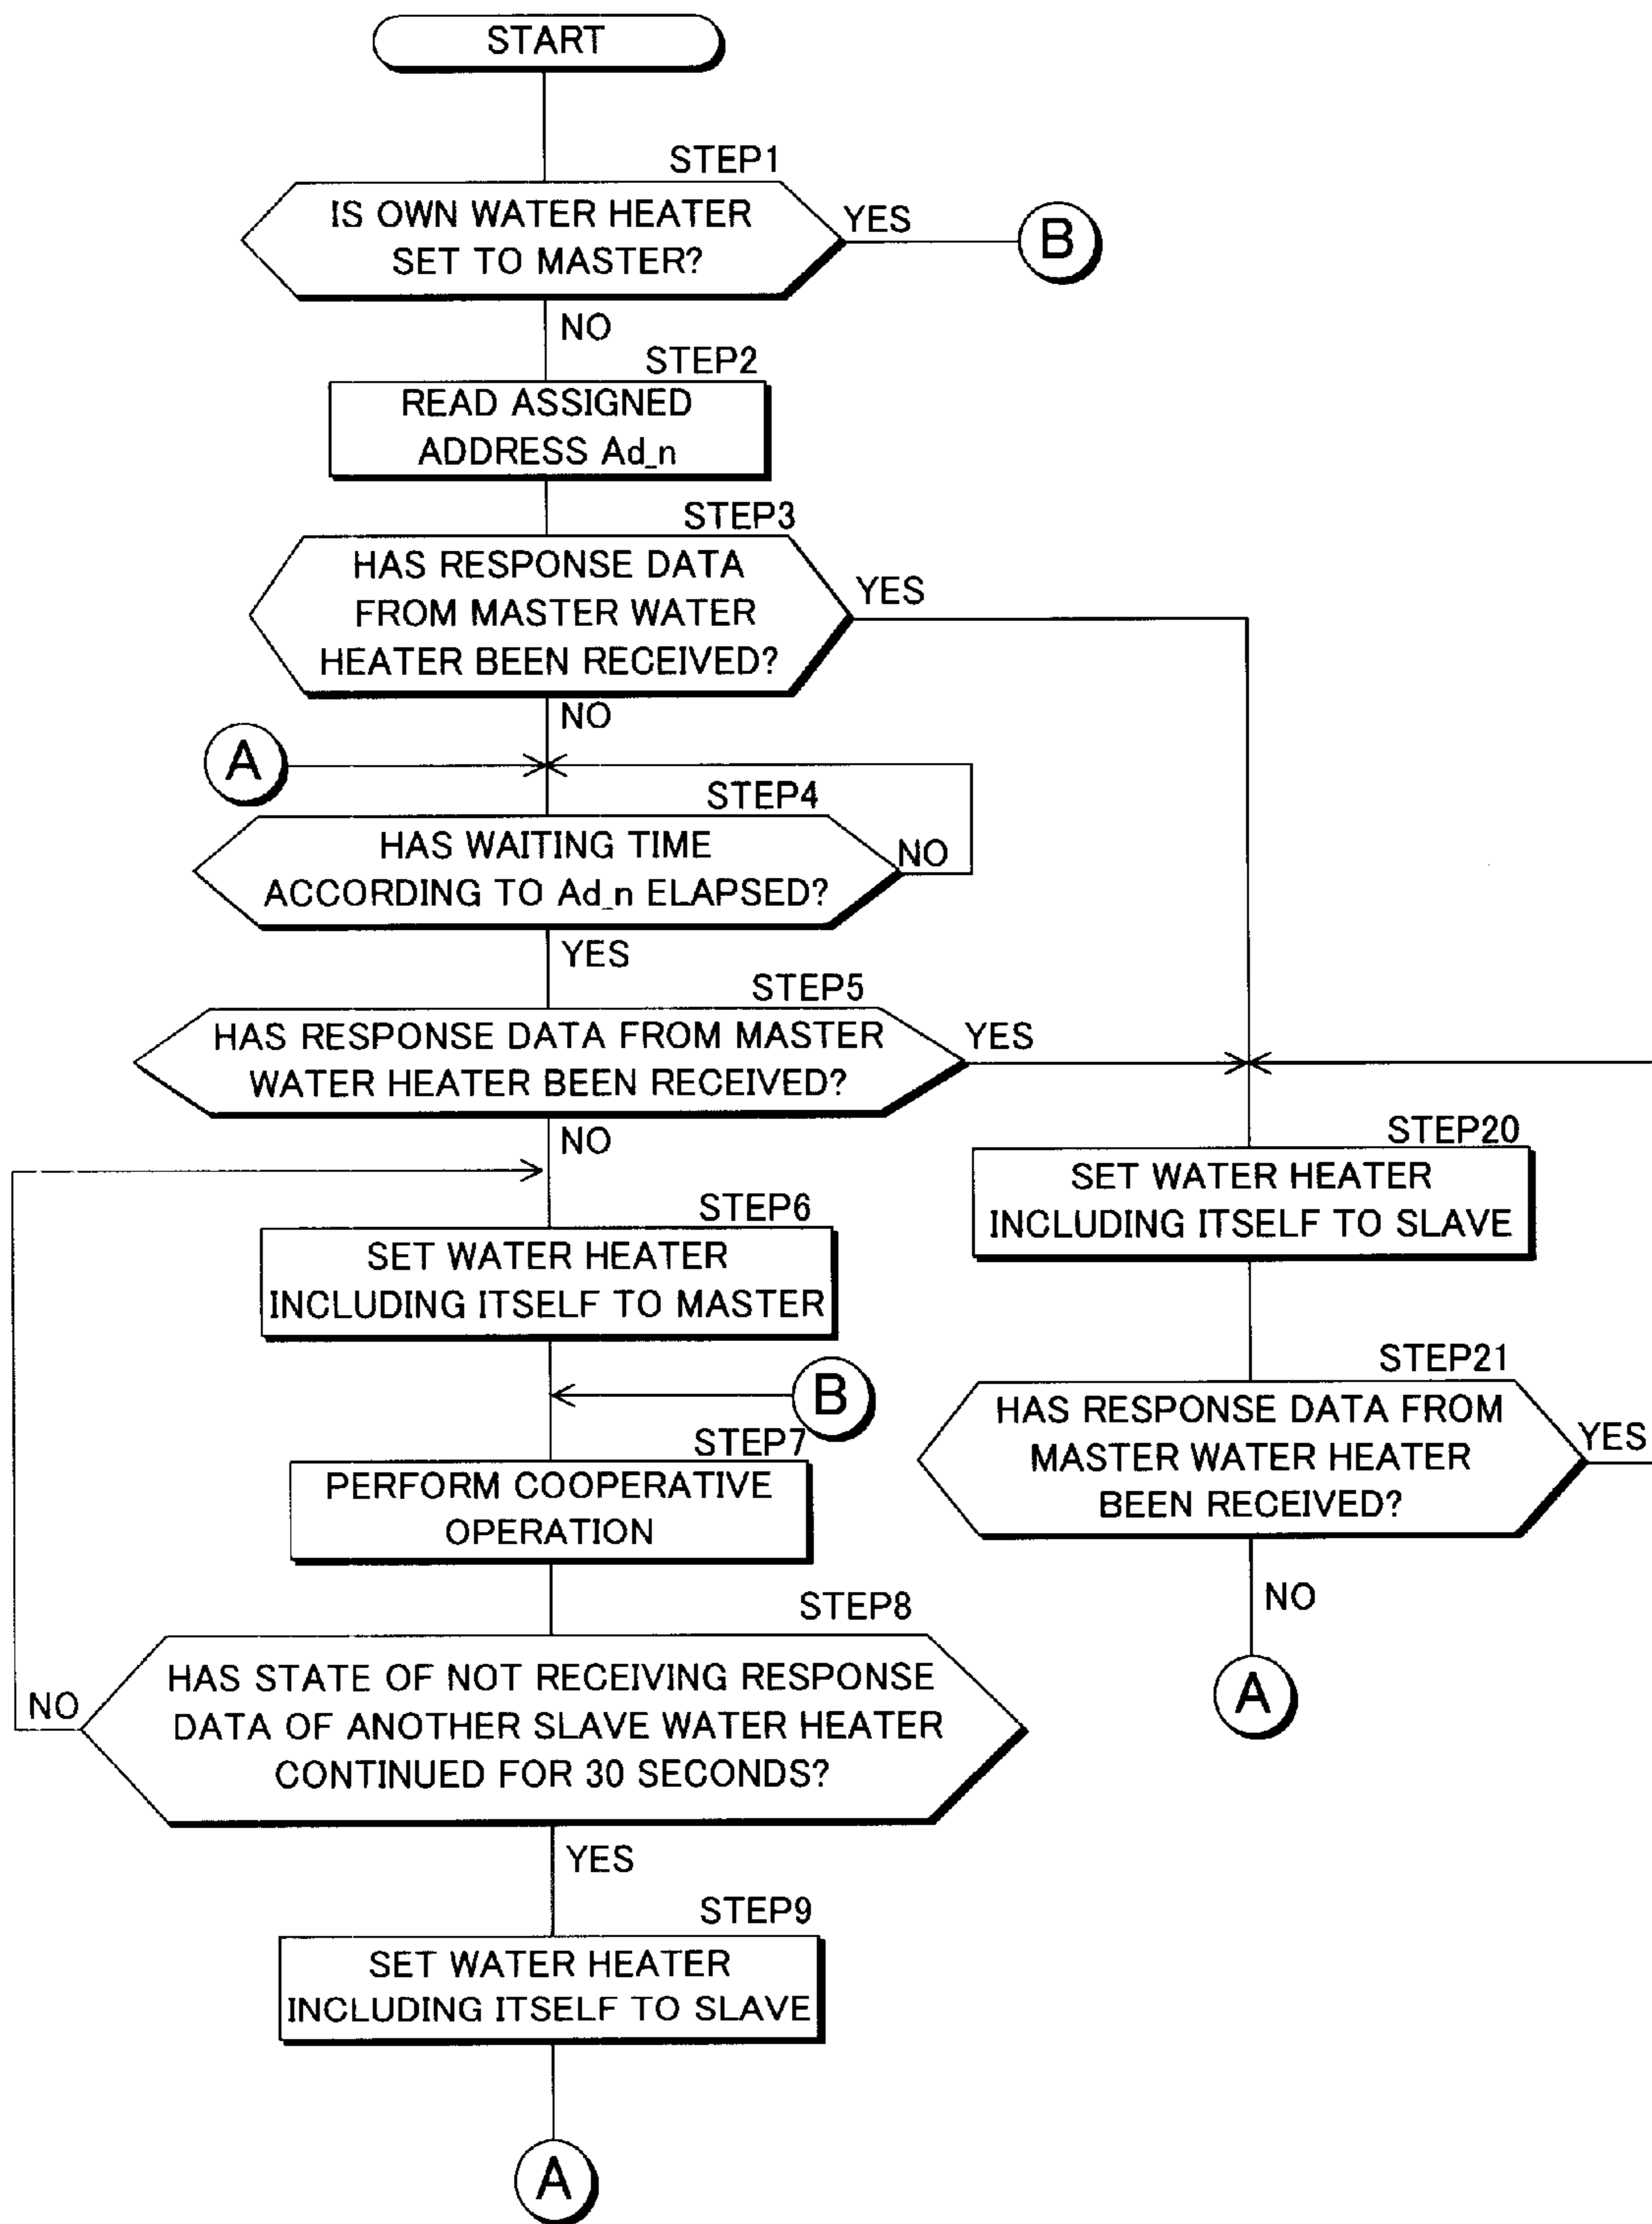 START
STEP1
IS OWN WATER HEATER
SET TO MASTER?
YES
B
NO
STEP2
READ ASSIGNED
ADDRESS Ad_n
STEP3
HAS RESPONSE DATA
FROM MASTER WATER
HEATER BEEN RECEIVED?
YES
NO
A
STEP4
HAS WAITING TIME
ACCORDING TO Ad_n ELAPSED?
NO
YES
STEP5
HAS RESPONSE DATA FROM MASTER
WATER HEATER BEEN RECEIVED?
YES
NO
STEP6
SET WATER HEATER
INCLUDING ITSELF TO MASTER
B
STEP7
PERFORM COOPERATIVE
OPERATION
STEP8
HAS STATE OF NOT RECEIVING RESPONSE
DATA OF ANOTHER SLAVE WATER HEATER
CONTINUED FOR 30 SECONDS?
NO
YES
STEP9
SET WATER HEATER
INCLUDING ITSELF TO SLAVE
A
STEP20
SET WATER HEATER
INCLUDING ITSELF TO SLAVE
STEP21
HAS RESPONSE DATA FROM
MASTER WATER HEATER
BEEN RECEIVED?
YES
NO
A